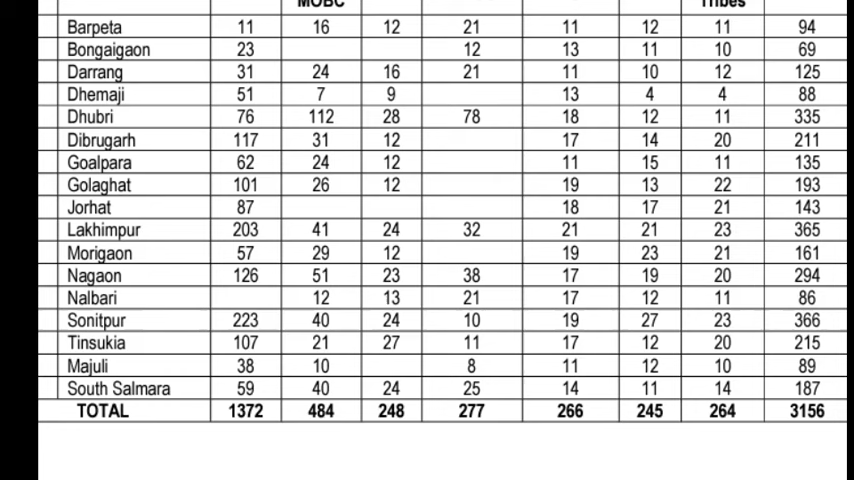 MOBC Tribes
Barpeta 11 16 12 21 11 12 11 94
Bongaigaon 23 12 13 11 10 69
Darrang 31 24 16 21 11 10 12 125
Dhemaji 51 7 9 13 4 4 88
Dhubri 76 112 28 78 18 12 11 335
Dibrugarh 117 31 12 17 14 20 211
Goalpara 62 24 12 11 15 11 135
Golaghat 101 26 12 19 13 22 193
Jorhat 87 18 17 21 143
Lakhimpur 203 41 24 32 21 21 23 365
Morigaon 57 29 12 19 23 21 161
Nagaon 126 51 23 38 17 19 20 294
Nalbari 12 13 21 17 12 11 86
Sonitpur 223 40 24 10 19 27 23 366
Tinsukia 107 21 27 11 17 12 20 215
Majuli 38 10 8 11 12 10 89
South Salmara 59 40 24 25 14 11 14 187
TOTAL 1372 484 248 277 266 245 264 3156